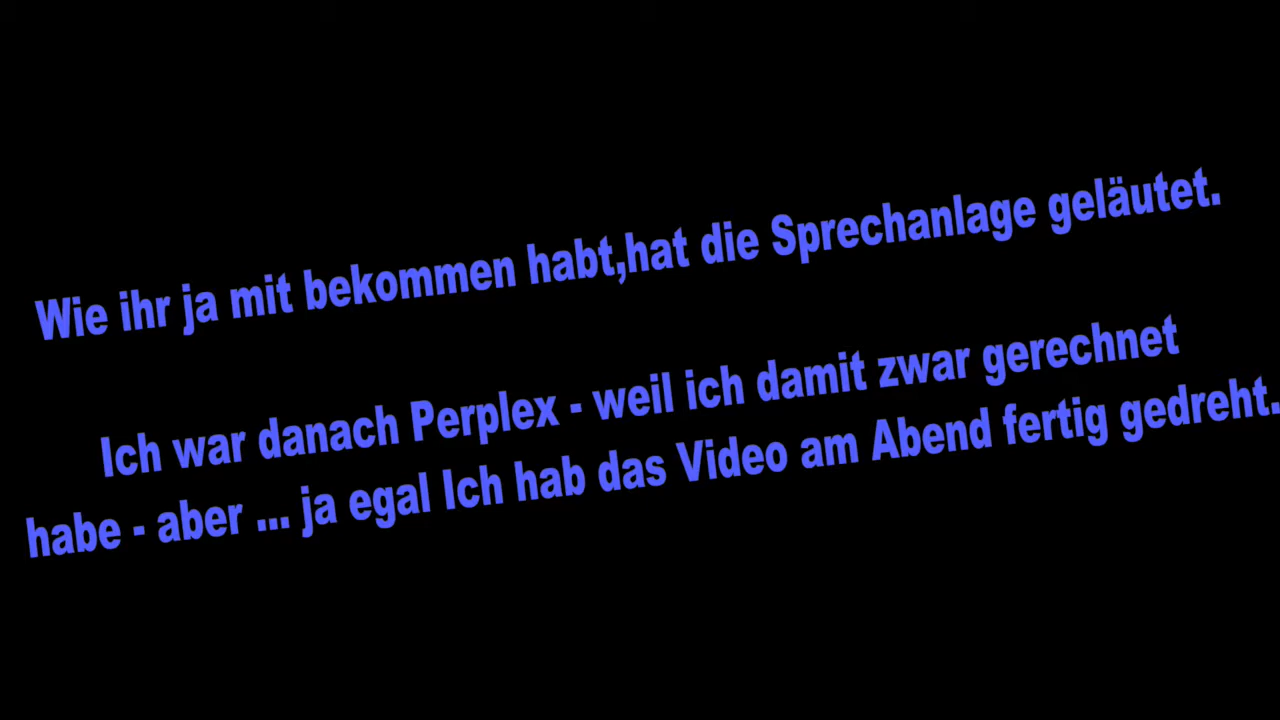 Wie ihr ja mit bekommen habt,hat die Sprechanlage geläutet.
Ich war danach Perplex - weil ich damit zwar gerechnet
habe - aber ... ja egal Ich hab das Video am Abend fertig gedreht.